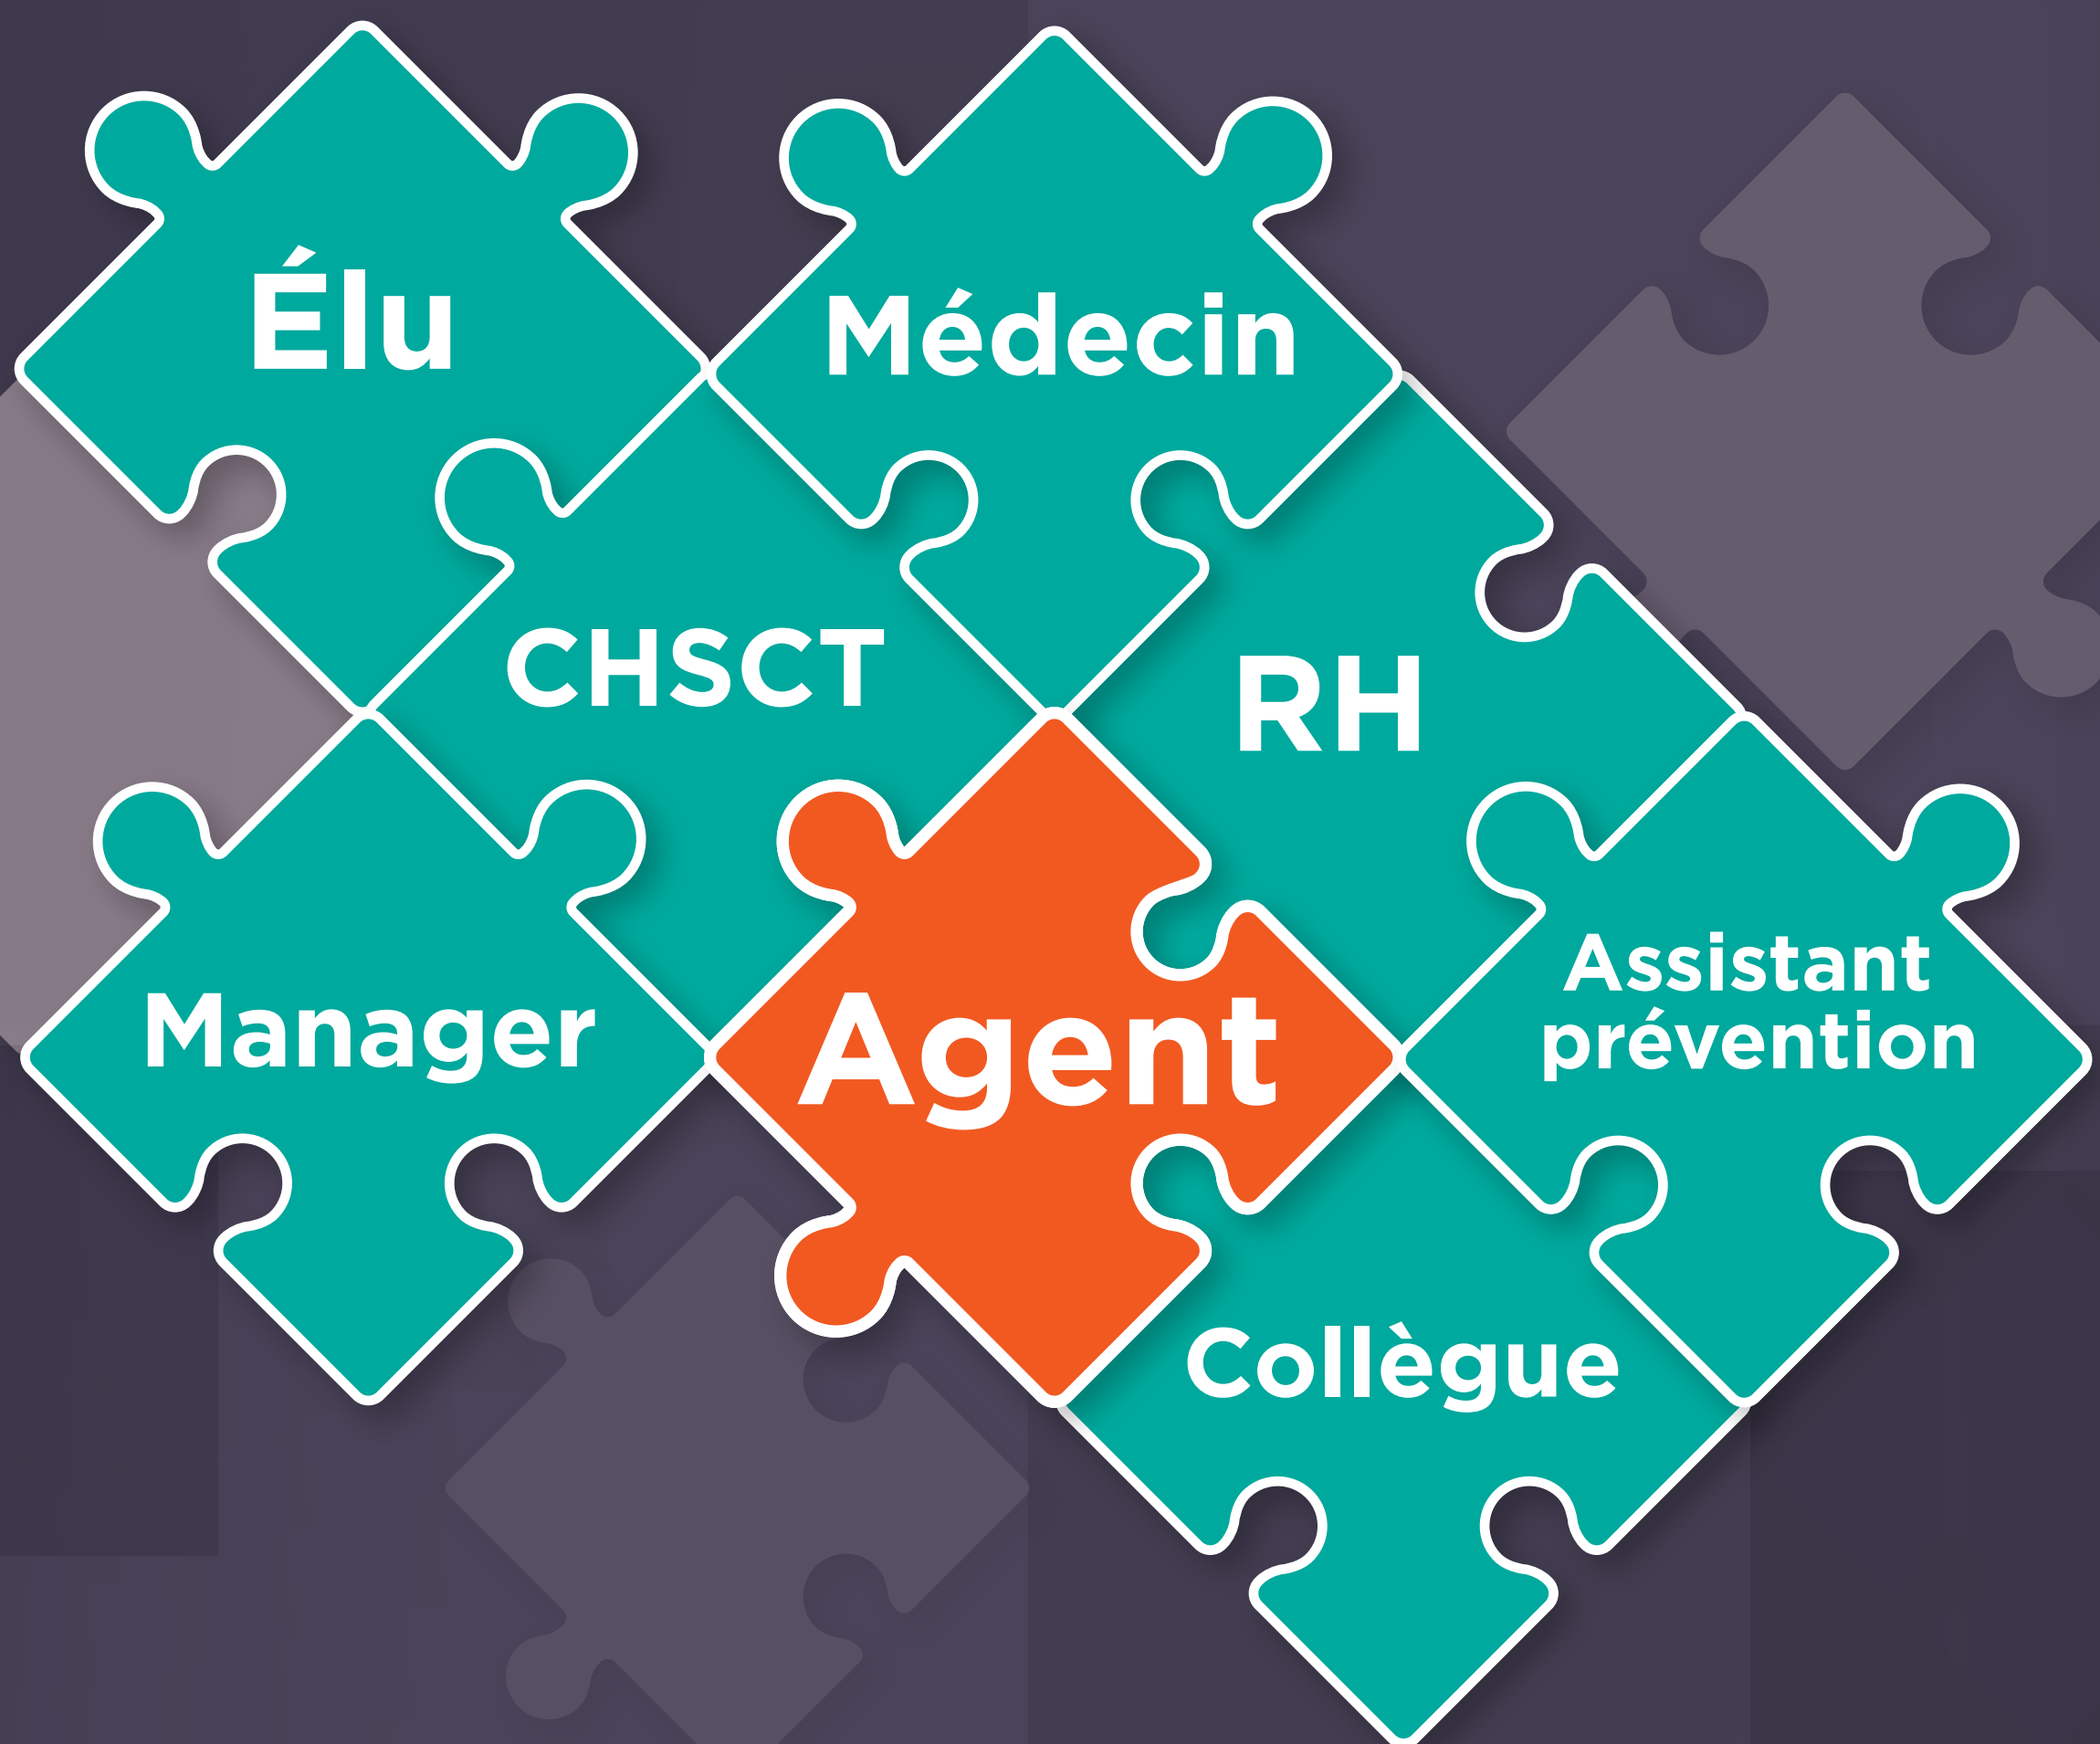 Élu
Médecin
CHSCT
RH
Manager
Agent
Assistant
prévention
Collègue